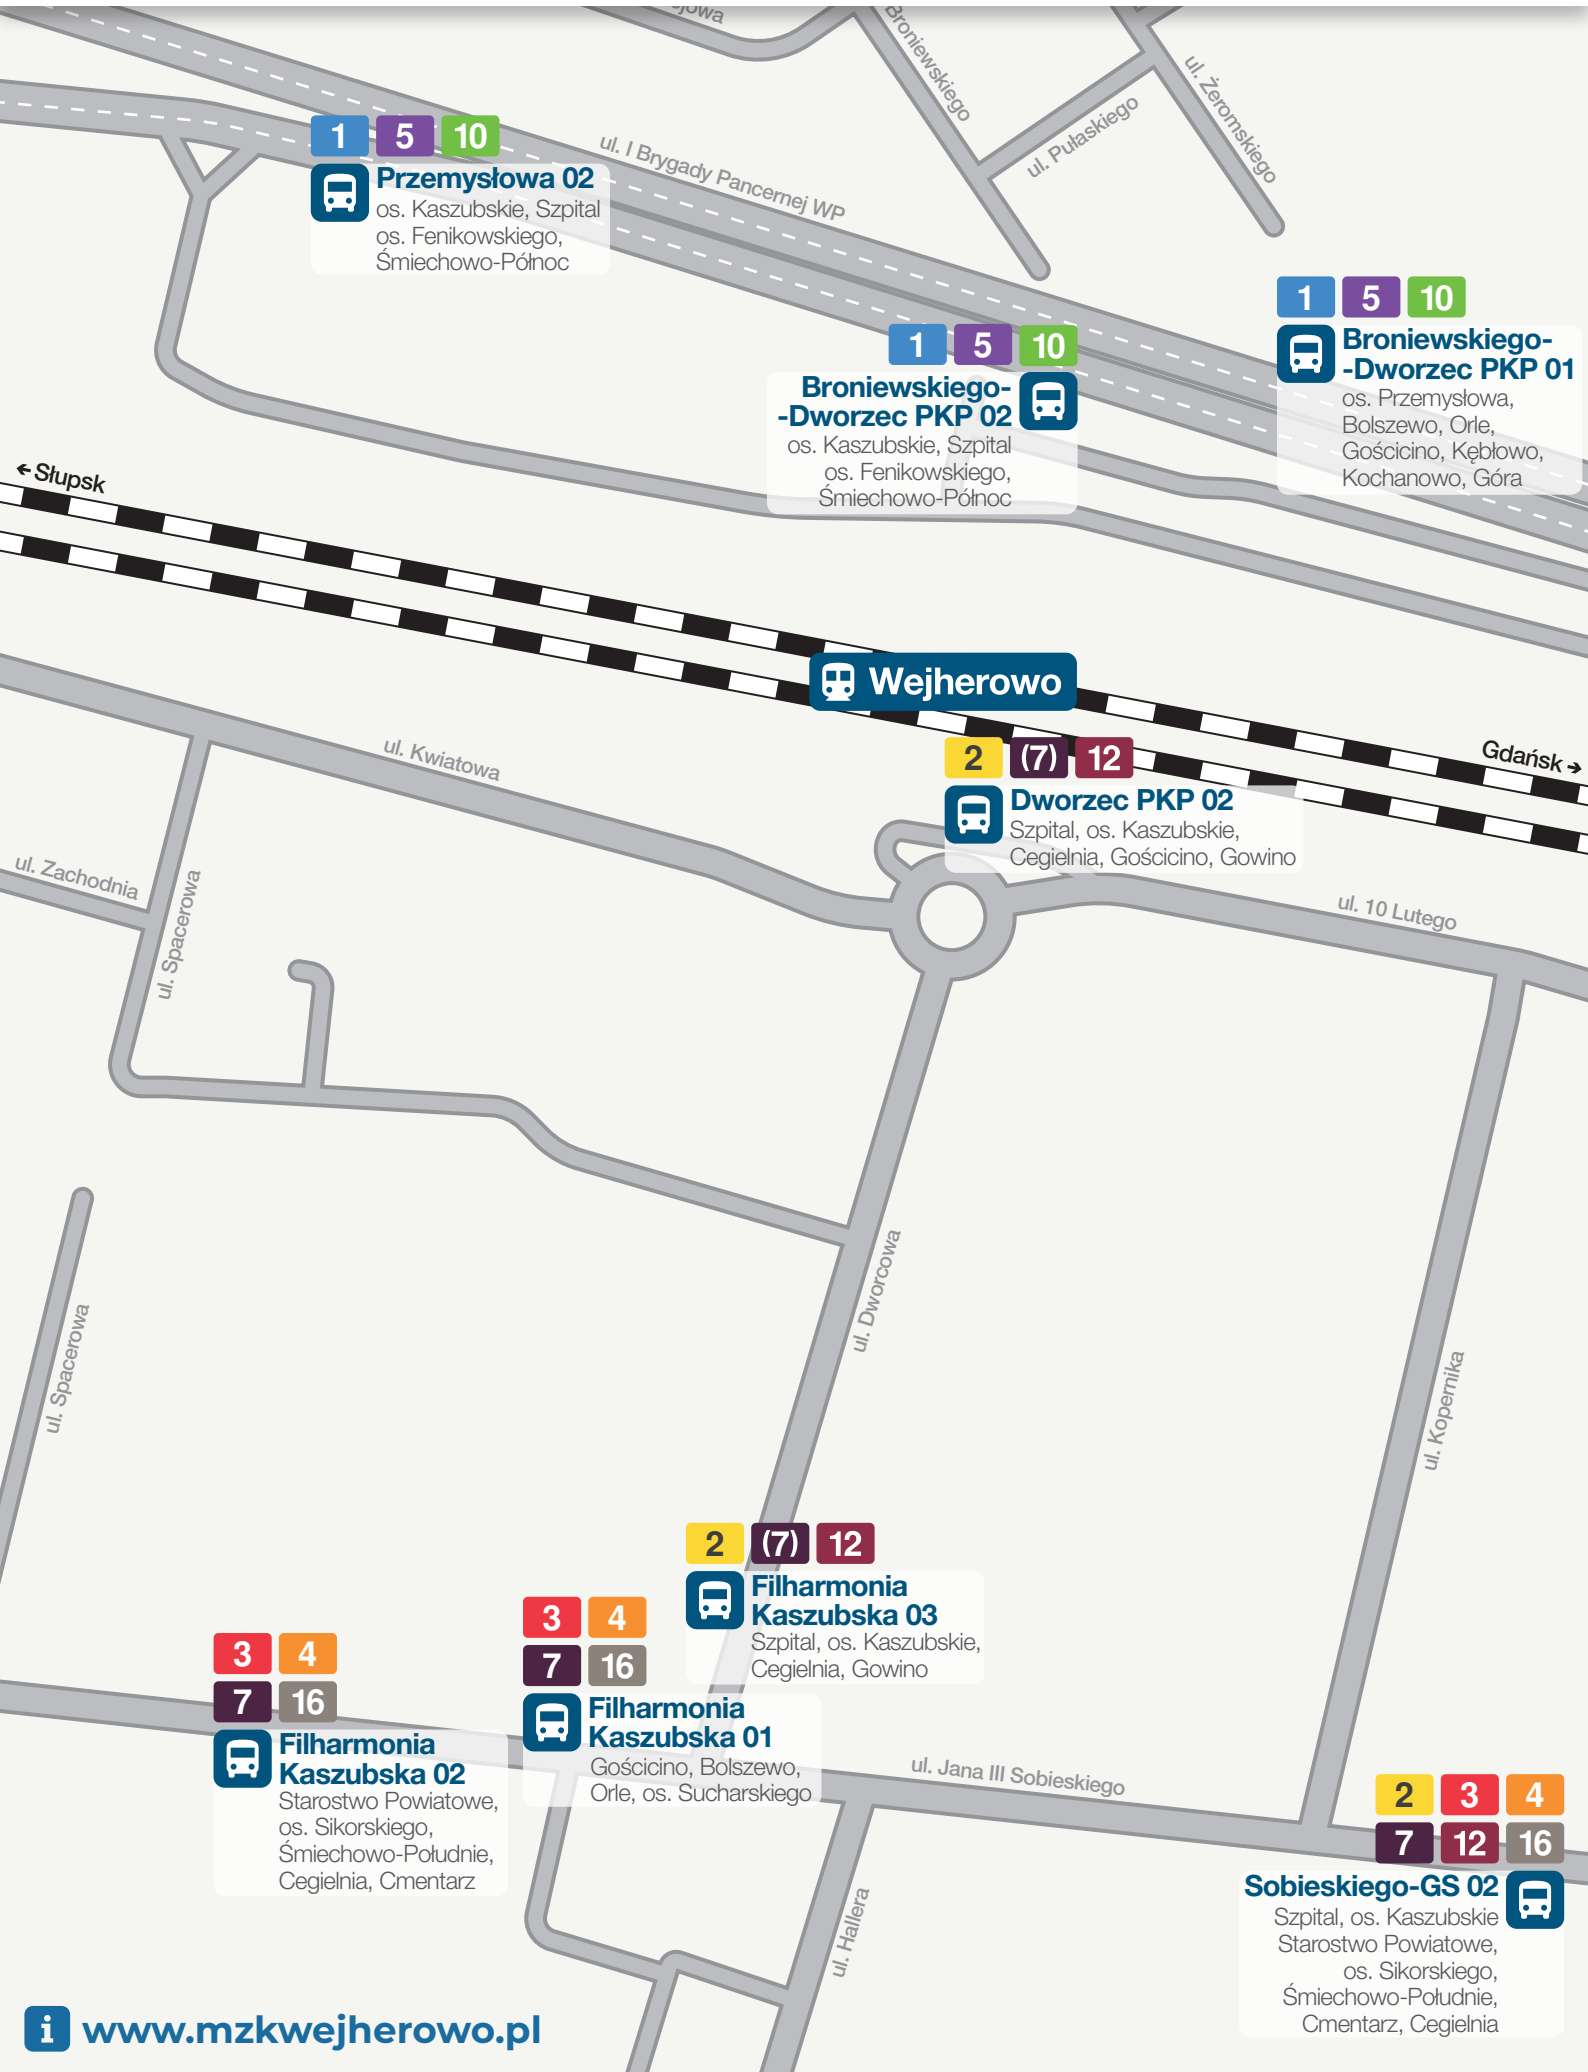 Broniewskiego
ul. Żeromskiego
ul. Pułaskiego
ul. I Brygady Pancernej WP
1 5 10
Przemysłowa 02
os. Kaszubskie, Szpital
os. Fenikowskiego,
Śmiechowo-Północ
1 5 10
Broniewskiego-
-Dworzec PKP 01
os. Przemysłowa,
Bolszewo, Orle,
Gościcino, Kębłowo,
Kochanowo, Góra
1 5 10
Broniewskiego-
-Dworzec PKP 02
os. Kaszubskie, Szpital
os. Fenikowskiego,
Śmiechowo-Północ
← Słupsk
Wejherowo
Gdańsk →
2 (7) 12
Dworzec PKP 02
Szpital, os. Kaszubskie,
Cegielnia, Gościcino, Gowino
ul. Kwiatowa
ul. Zachodnia
ul. Spacerowa
ul. 10 Lutego
ul. Dworcowa
ul. Spacerowa
ul. Kopernika
2 (7) 12
Filharmonia
Kaszubska 03
Szpital, os. Kaszubskie,
Cegielnia, Gowino
3 4
7 16
Filharmonia
Kaszubska 01
Gościcino, Bolszewo,
Orle, os. Sucharskiego
3 4
7 16
Filharmonia
Kaszubska 02
Starostwo Powiatowe,
os. Sikorskiego,
Śmiechowo-Południe,
Cegielnia, Cmentarz
ul. Jana III Sobieskiego
2 3 4
7 12 16
Sobieskiego-GS 02
Szpital, os. Kaszubskie
Starostwo Powiatowe,
os. Sikorskiego,
Śmiechowo-Południe,
Cmentarz, Cegielnia
ul. Hallera
i www.mzkwejherowo.pl